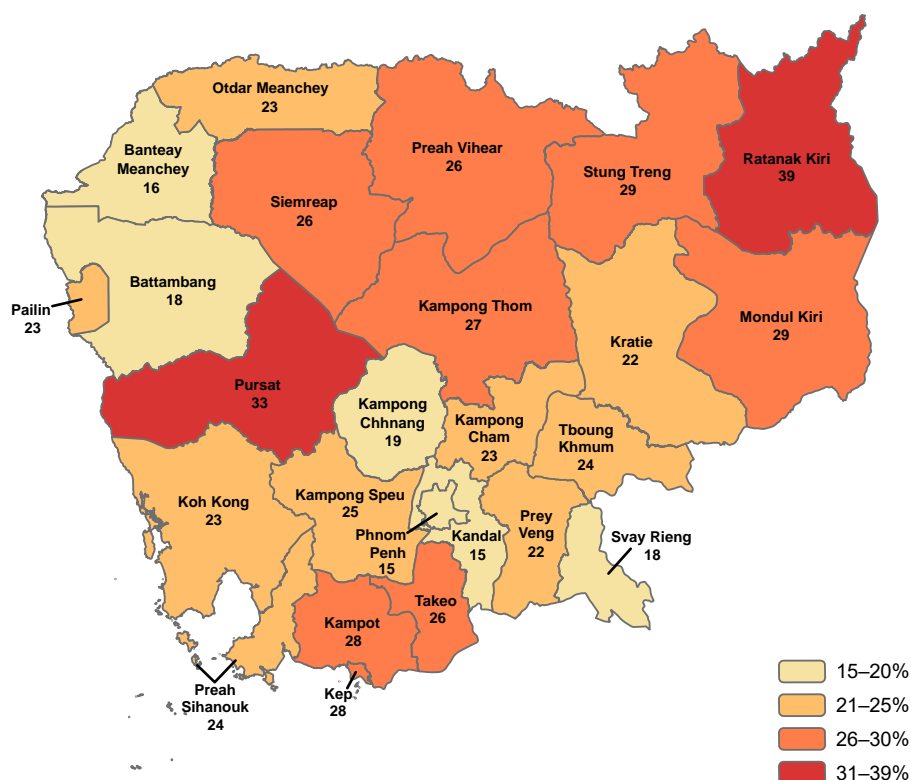 Otdar Meanchey
23
Banteay
Meanchey
16
Siemreap
26
Preah Vihear
26
Stung Treng
29
Ratanak Kiri
39
Battambang
18
Pailin
23
Kampong Thom
27
Kratie
22
Mondul Kiri
29
Pursat
33
Kampong
Chhnang
19
Kampong
Cham
23
Tboung
Khmum
24
Koh Kong
23
Kampong Speu
25
Phnom
Penh
15
Kandal
15
Prey
Veng
22
Svay Rieng
18
Kampot
28
Takeo
26
Preah
Sihanouk
24
Kep
28
15–20%
21–25%
26–30%
31–39%